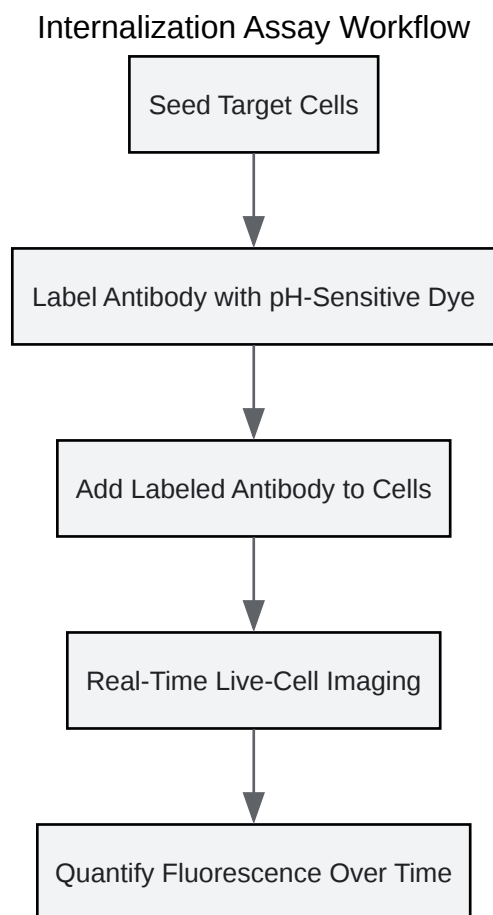 Internalization Assay Workflow
Seed Target Cells
Label Antibody with pH-Sensitive Dye
Add Labeled Antibody to Cells
Real-Time Live-Cell Imaging
Quantify Fluorescence Over Time